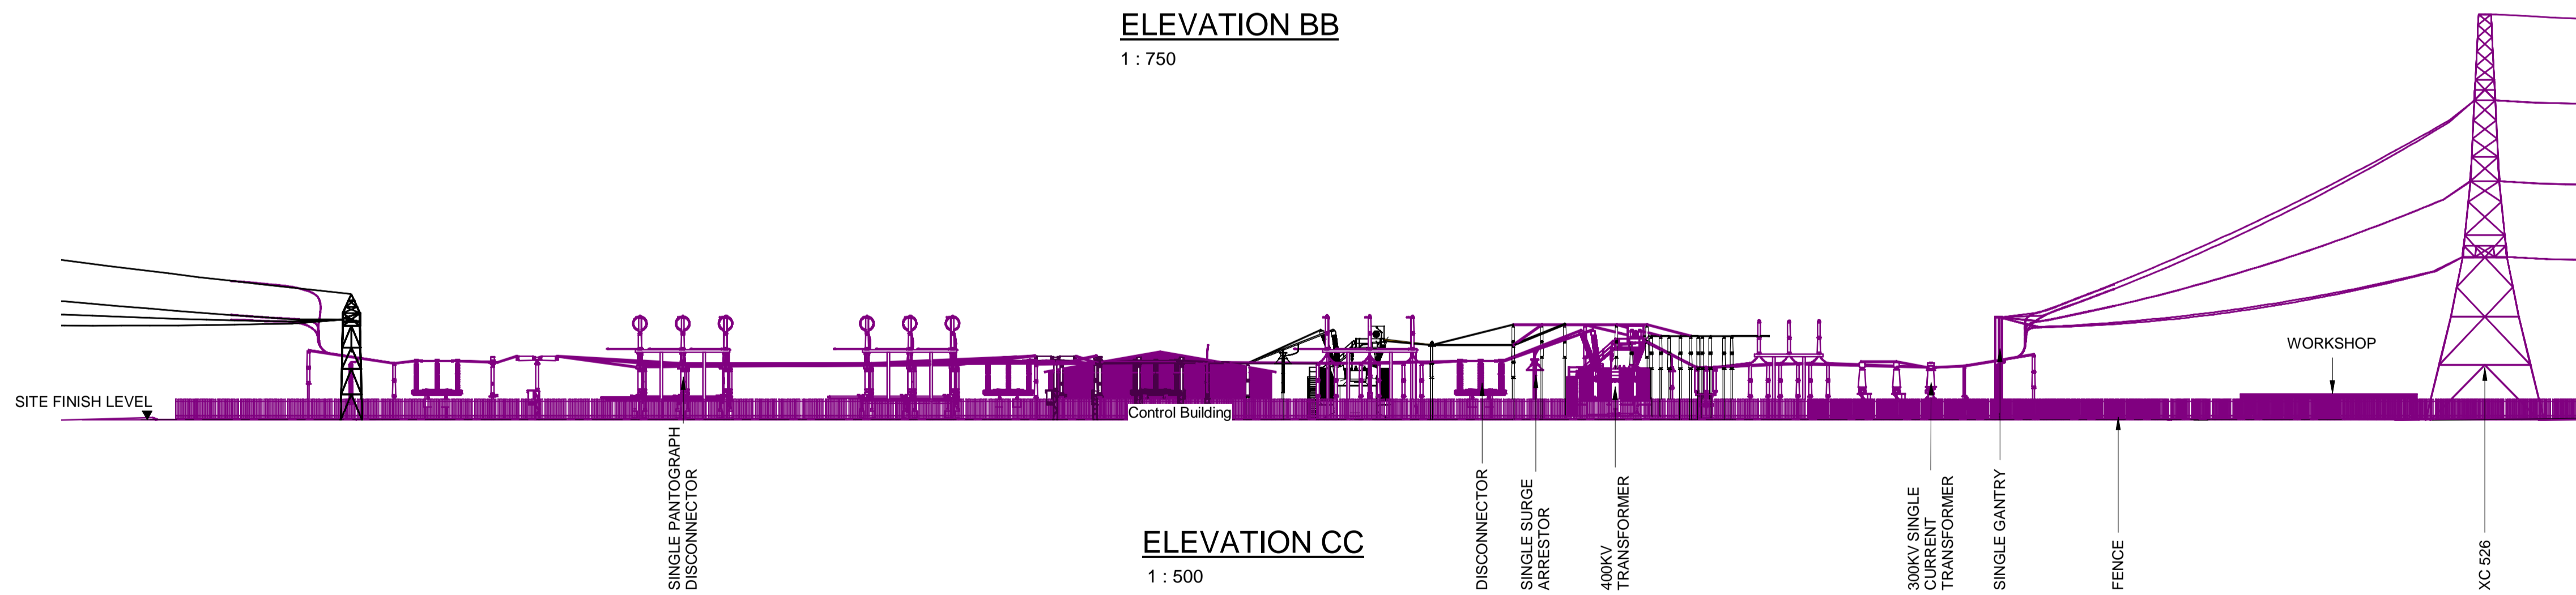 ELEVATION BB
1 : 750
WORKSHOP
SITE FINISH LEVEL
Control Building
SINGLE PANTOGRAPH
DISCONNECTOR
DISCONNECTOR
SINGLE SURGE
ARRESTOR
400KV
TRANSFORMER
300KV SINGLE
CURRENT
TRANSFORMER
SINGLE GANTRY
FENCE
XC 526
ELEVATION CC
1 : 500